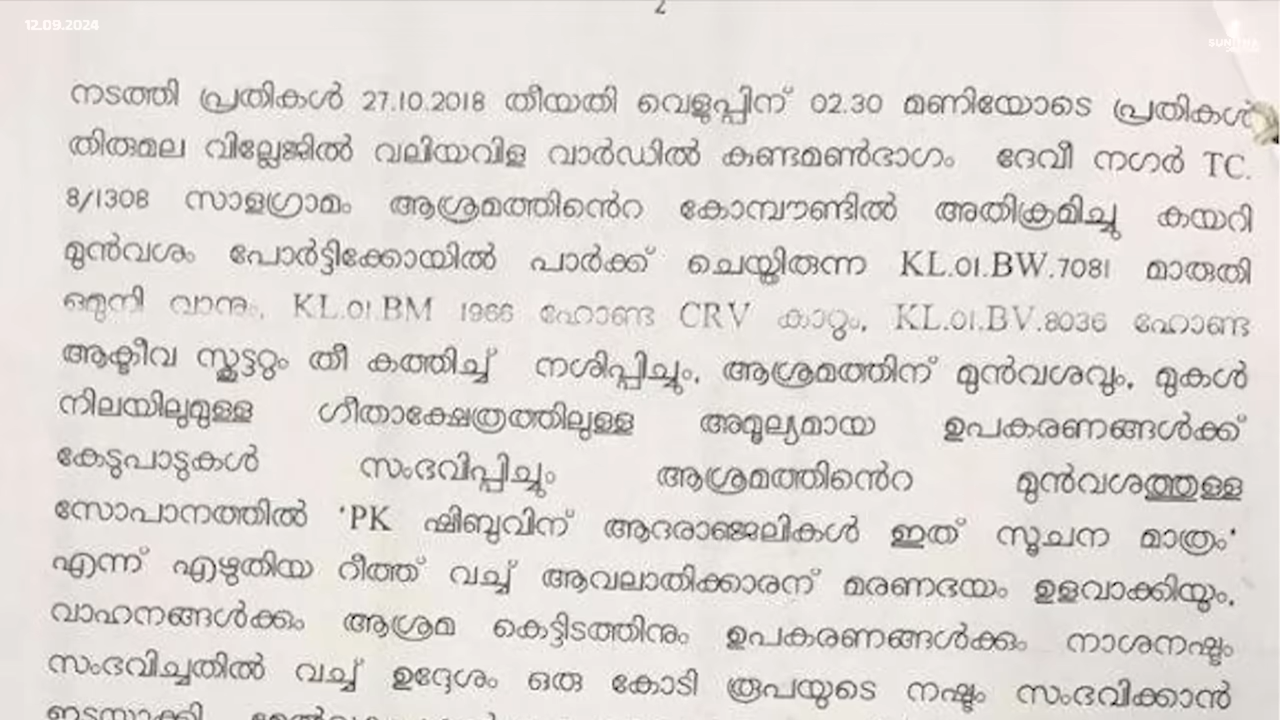 12.09.2024
2
നടത്തി പ്രതികൾ 27.10.2018 തീയതി വെളുപ്പിന് 02.30 മണിയോടെ പ്രതികൾ
തിരുമല വില്ലേജിൽ വലിയവിള വാർഡിൽ കുണ്ടമൺഭാഗം ദേവീ നഗർ TC.
8/1308 സാളഗ്രാമം ആശ്രമത്തിൻെറ കോമ്പൗണ്ടിൽ അതിക്രമിച്ചു കയറി
മുൻവശം പോർട്ടിക്കോയിൽ പാർക്ക് ചെയ്തിരുന്ന KL.01.BW.7081 മാരുതി
ഒമുനി വാനും, KL.01.BM 1966 ഹോണ്ട CRV കാറും, KL.01.BV.8036 ഹോണ്ട
ആക്ടീവ സ്കൂട്ടറും തീ കത്തിച്ച് നശിപ്പിച്ചും, ആശ്രമത്തിന് മുൻവശവും, മുകൾ
നിലയിലുമുള്ള ഗീതാക്ഷേത്രത്തിലുള്ള അമൂല്യമായ ഉപകരണങ്ങൾക്ക്
കേടുപാടുകൾ സംഭവിപ്പിച്ചും ആശ്രമത്തിൻെറ മുൻവശത്തുള്ള
സോപാനത്തിൽ 'PK ഷിബുവിന് ആദരാഞ്ജെലികൾ ഇത് സൂചന മാത്രം'
എന്ന് എഴുതിയ റീത്ത് വച്ച് ആവലാതിക്കാരന് മരണഭയം ഉളവാക്കിയും,
വാഹനങ്ങൾക്കും ആശ്രമ കെട്ടിടത്തിനും ഉപകരണങ്ങൾക്കും നാശനഷ്ടം
സംഭവിച്ചതിൽ വച്ച് ഉദ്ദേശം ഒരു കോടി രൂപയുടെ നഷ്ടം സംഭവിക്കാൻ
ഇടയാക്കി